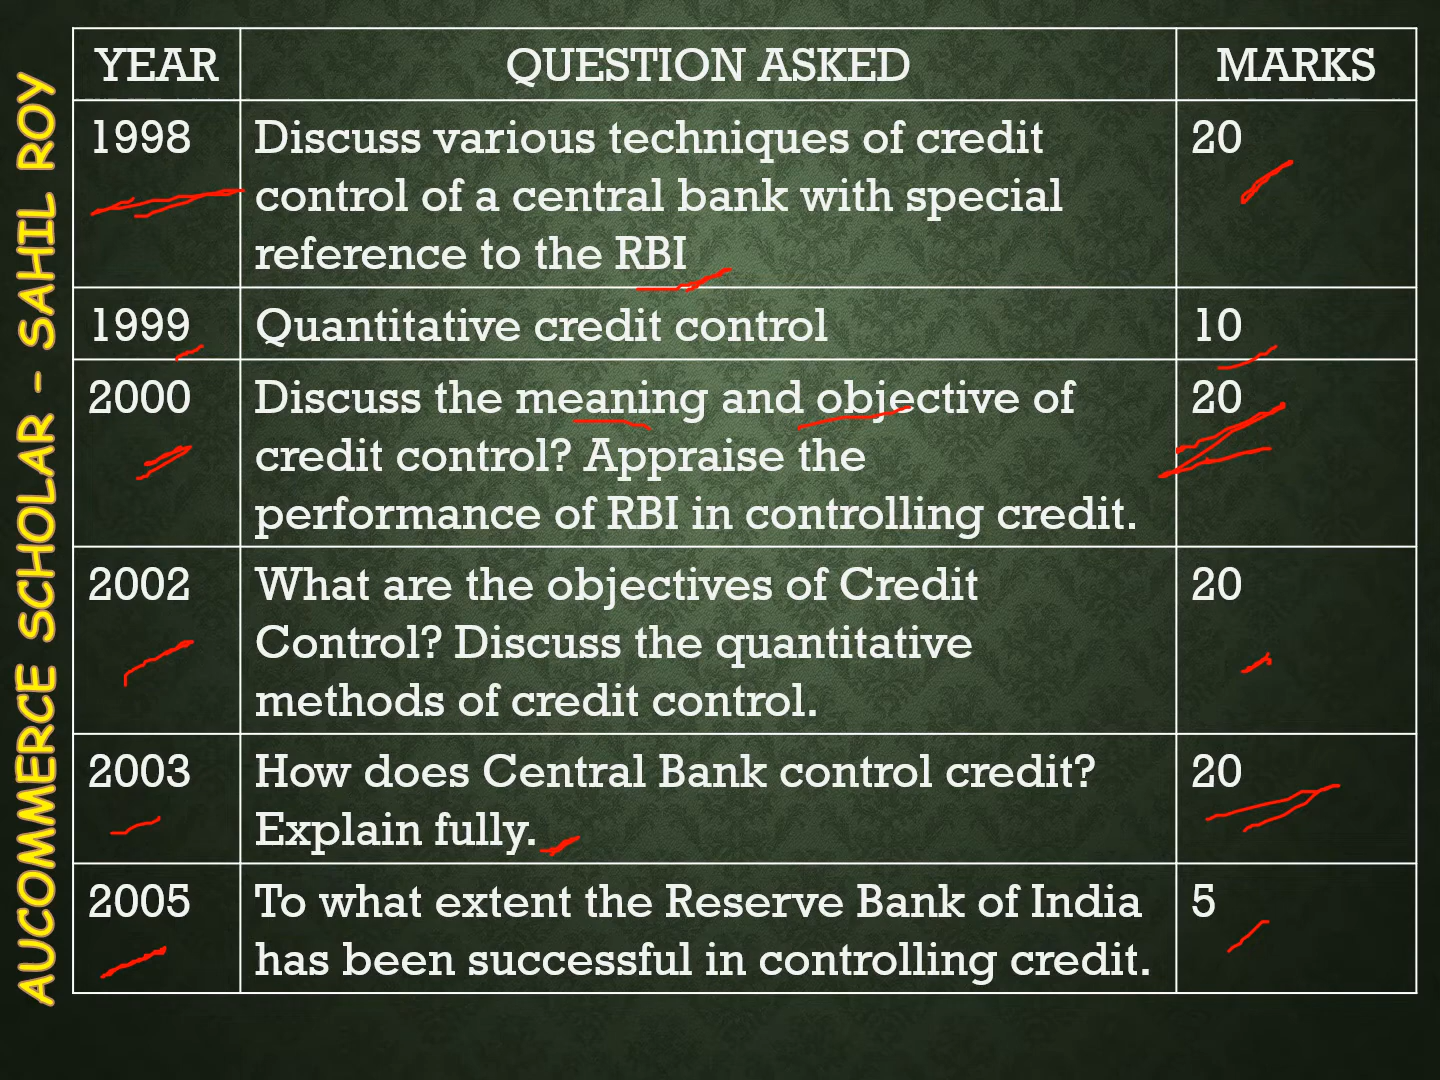 AUCOMMERCE SCHOLAR - SAHIL ROY
YEAR QUESTION ASKED MARKS
1998 Discuss various techniques of credit 20
control of a central bank with special
reference to the RBI
1999 Quantitative credit control 10
2000 Discuss the meaning and objective of 20
credit control? Appraise the
performance of RBI in controlling credit.
2002 What are the objectives of Credit 20
Control? Discuss the quantitative
methods of credit control.
2003 How does Central Bank control credit? 20
Explain fully.
2005 To what extent the Reserve Bank of India 5
has been successful in controlling credit.